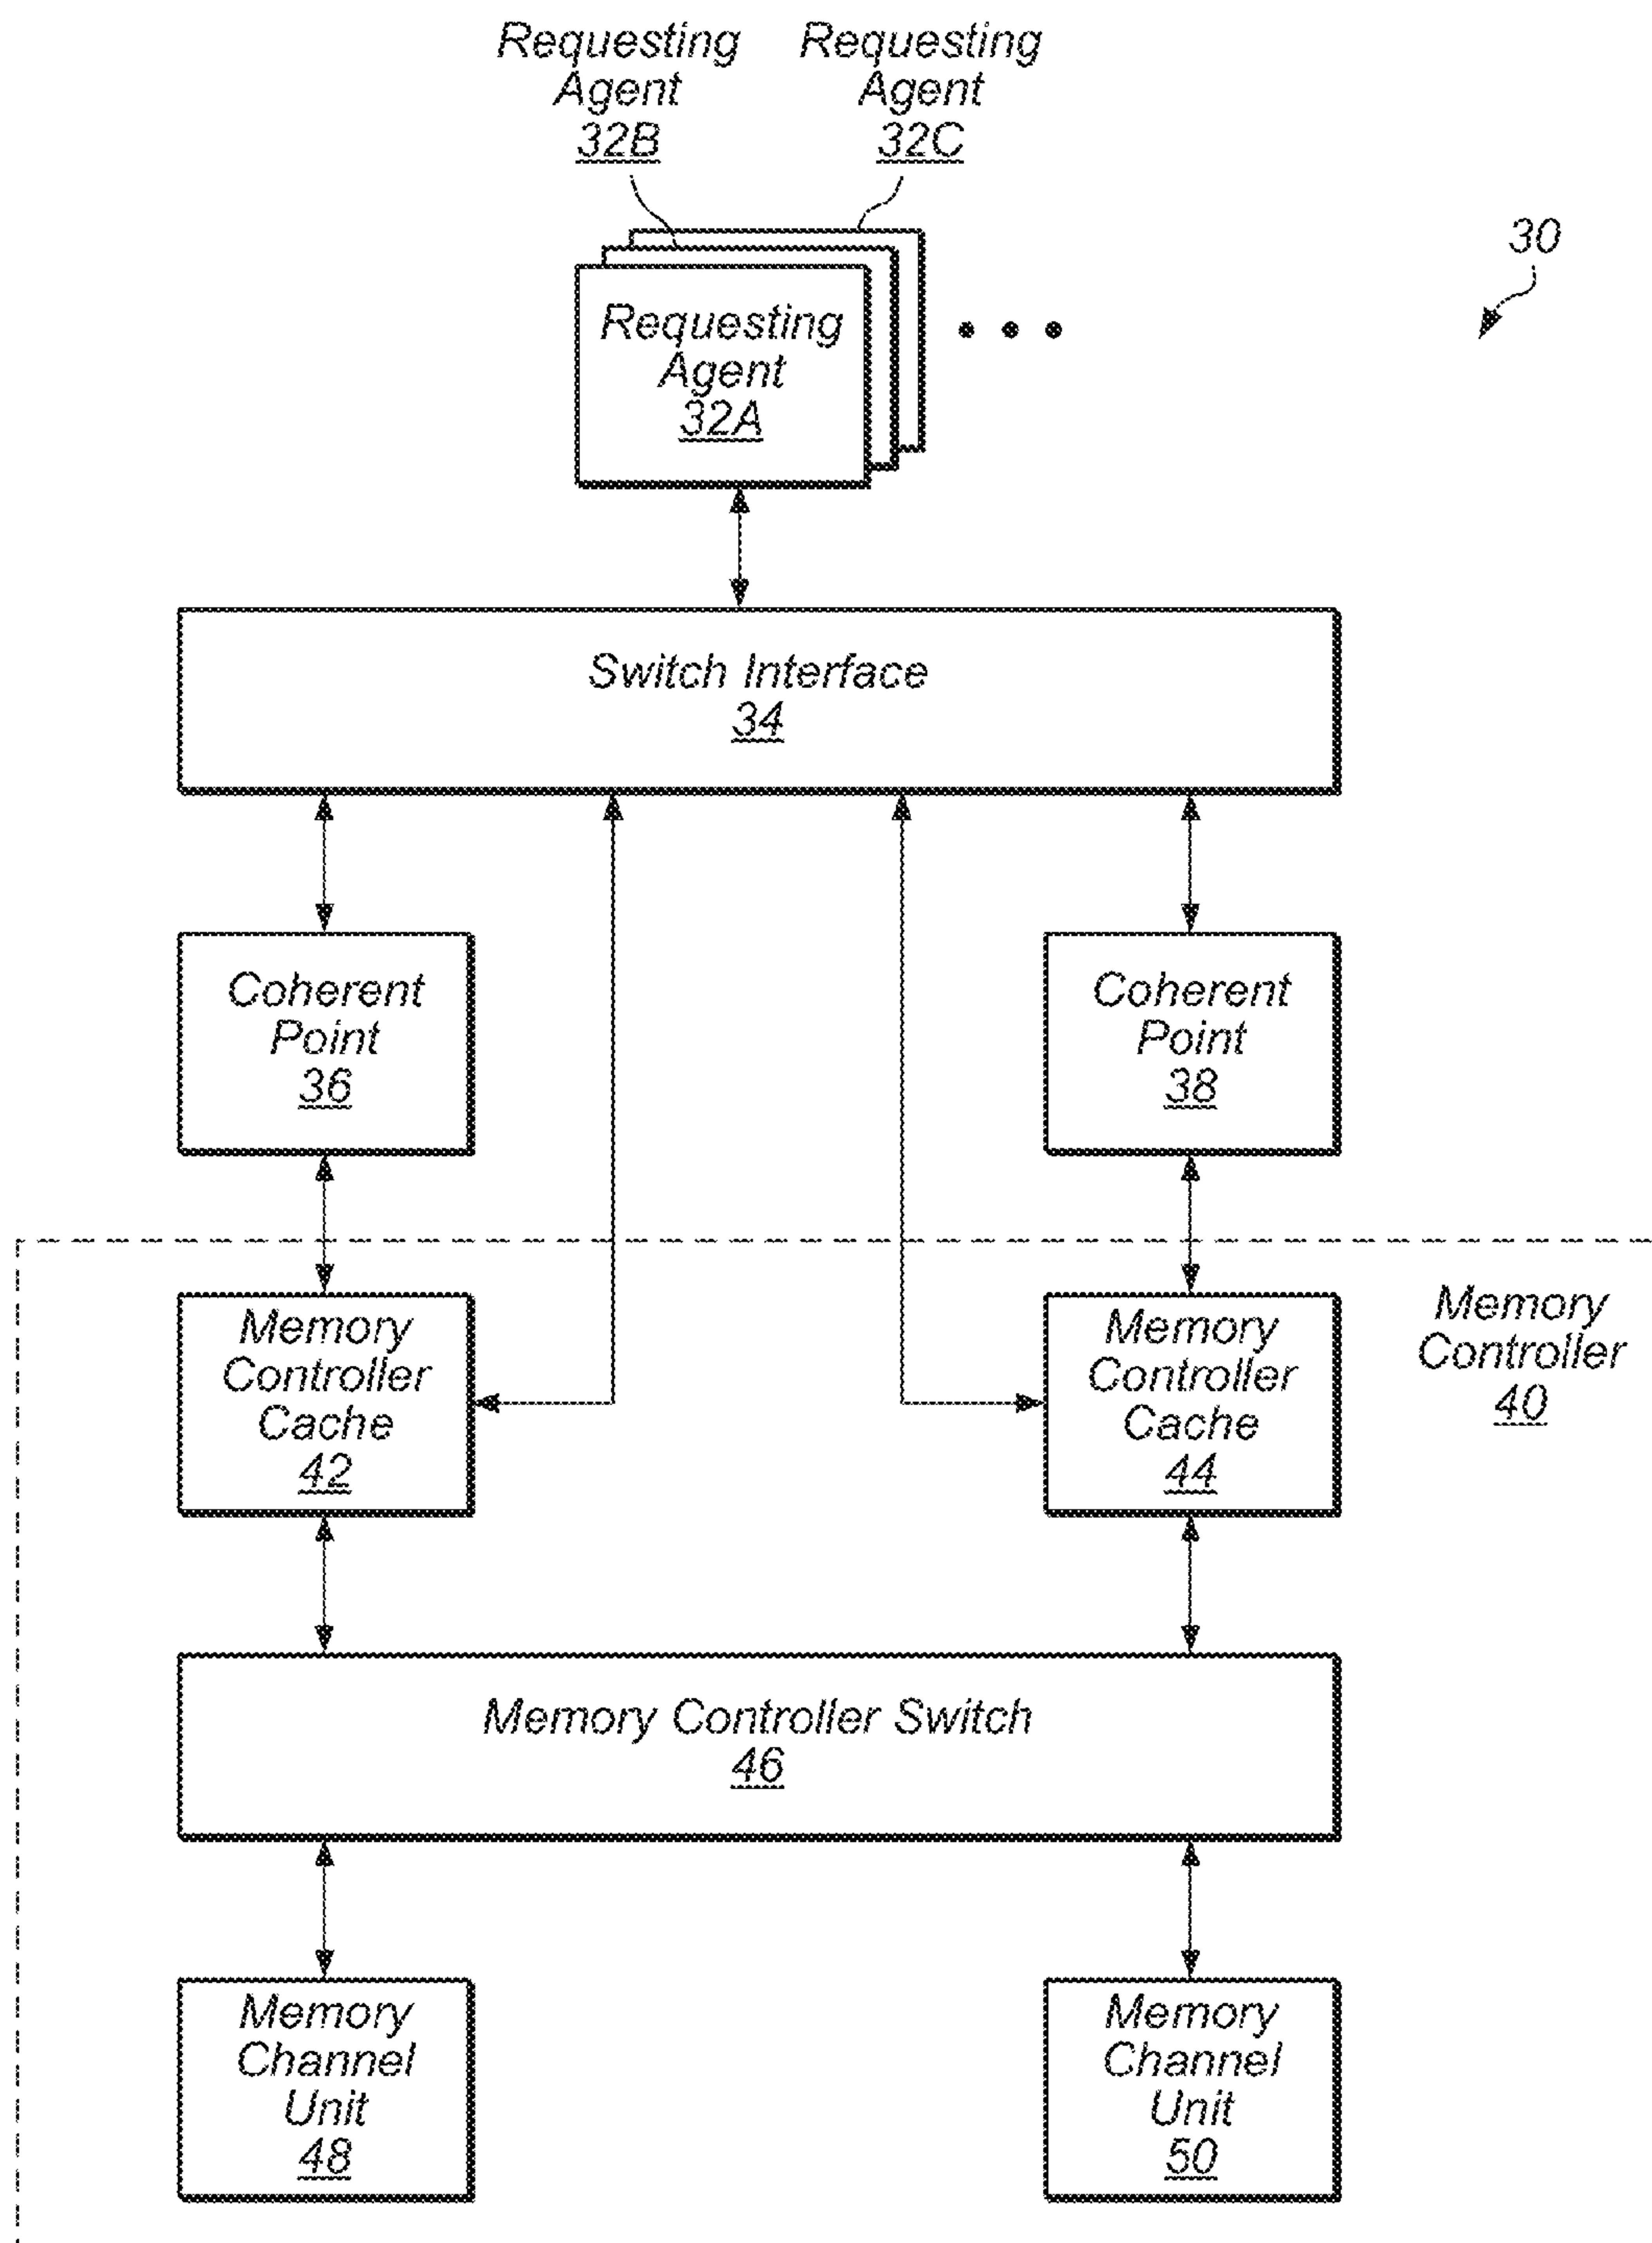 Requesting
Agent
32B
Requesting
Agent
32C
30
Requesting
Agent
32A
Switch Interface
34
Coherent
Point
36
Coherent
Point
38
Memory
Controller
Cache
42
Memory
Controller
Cache
44
Memory
Controller
40
Memory Controller Switch
46
Memory
Channel
Unit
48
Memory
Channel
Unit
50